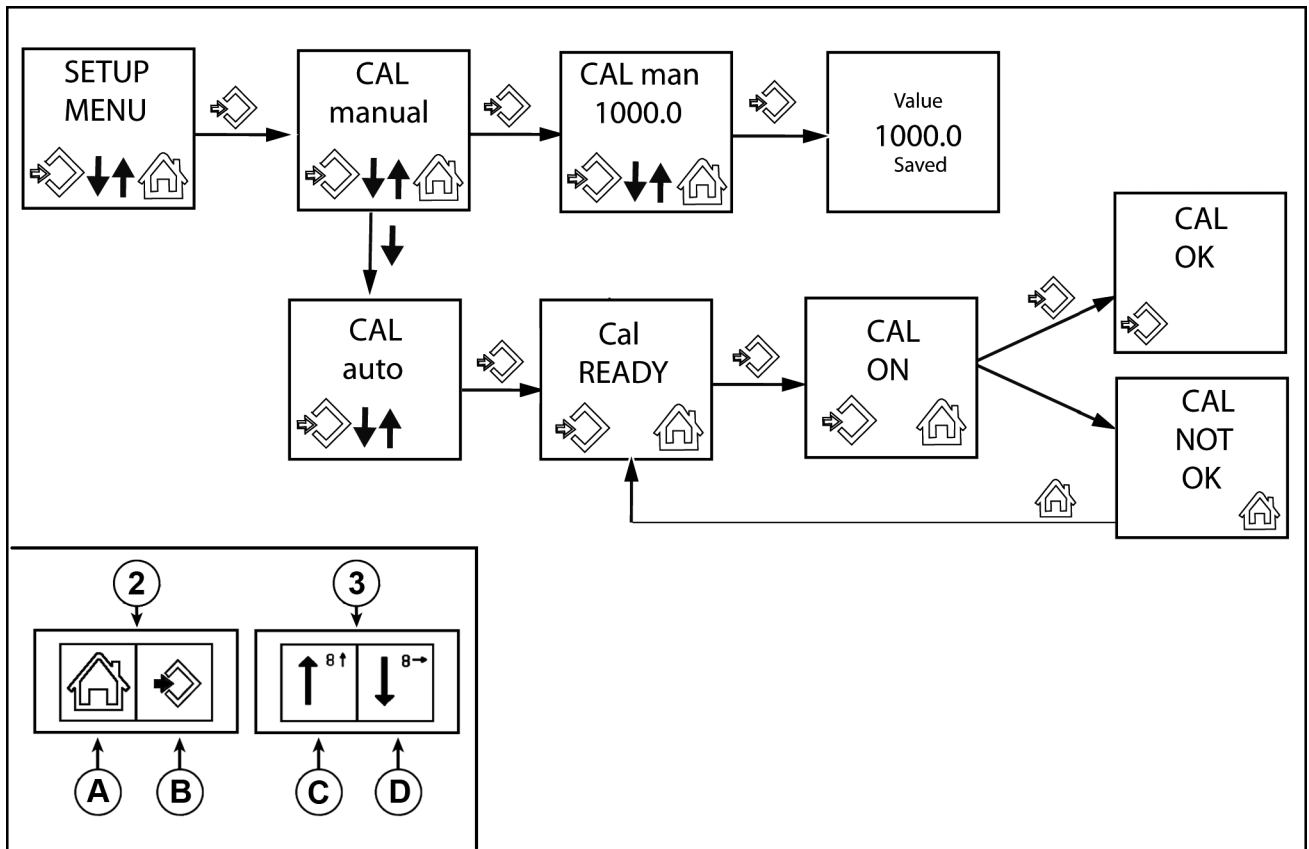 SETUP
MENU
CAL
manual
CAL man
1000.0
Value
1000.0
Saved
CAL
OK
CAL
auto
Cal
READY
CAL
ON
CAL
NOT
OK
2
3
8↑
8→
A
B
C
D